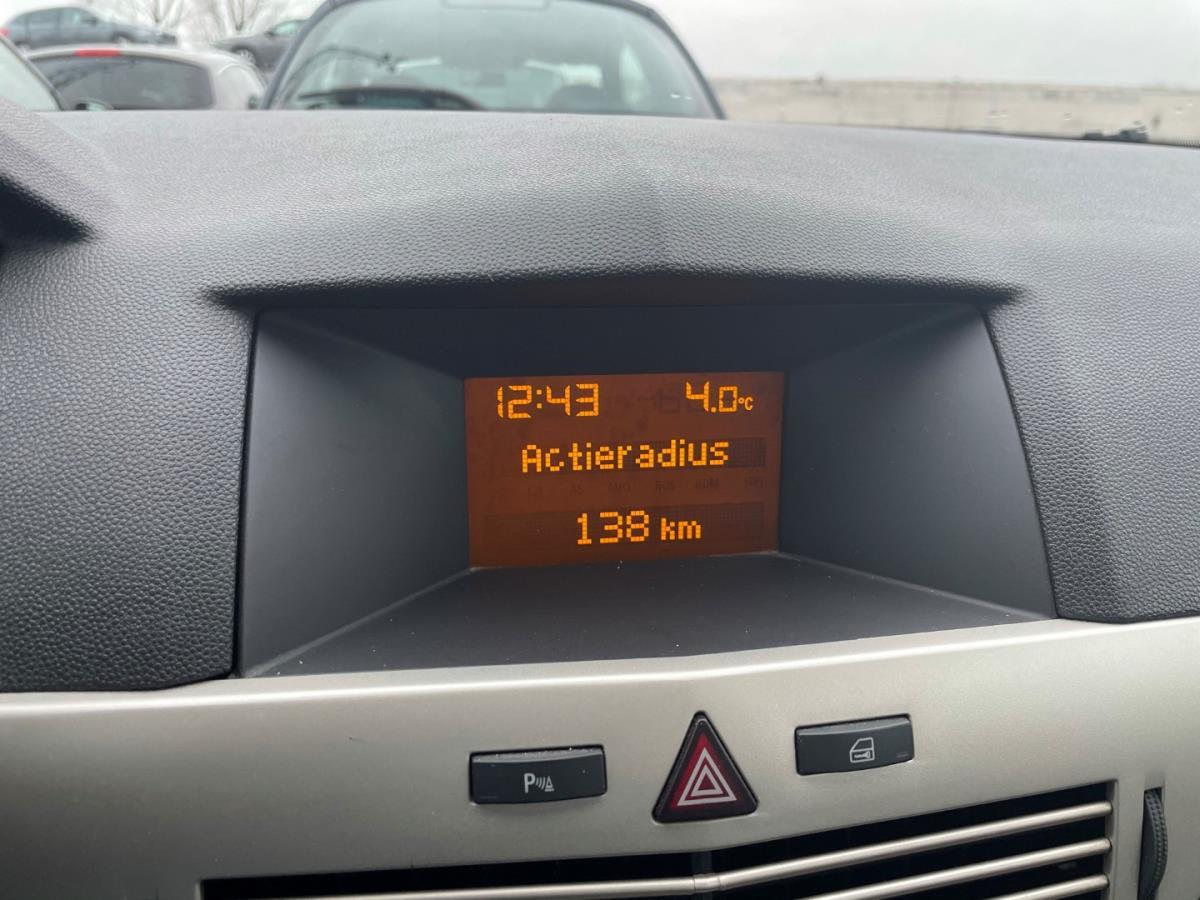 12:43 4.0°C
Actieradius
138 km
P